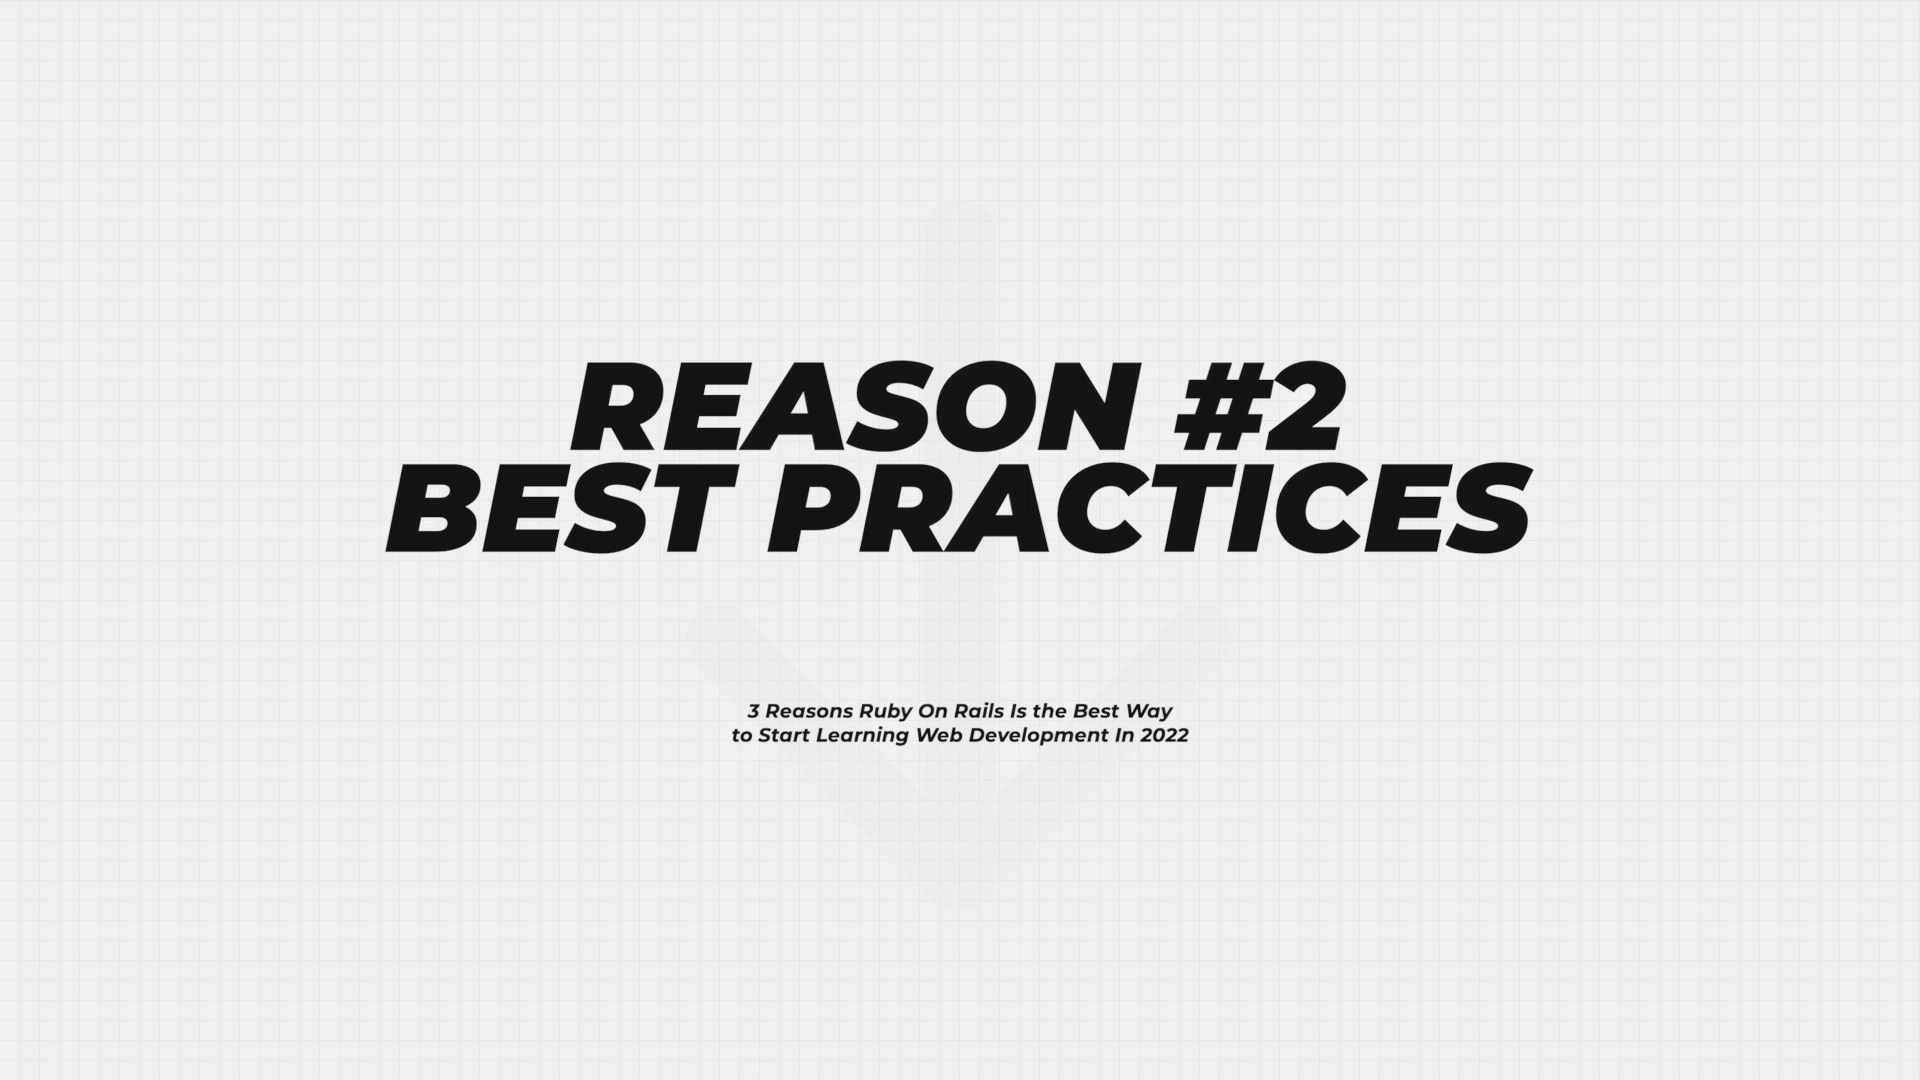 REASON #2
BEST PRACTICES
3 Reasons Ruby On Rails Is the Best Way
to Start Learning Web Development In 2022